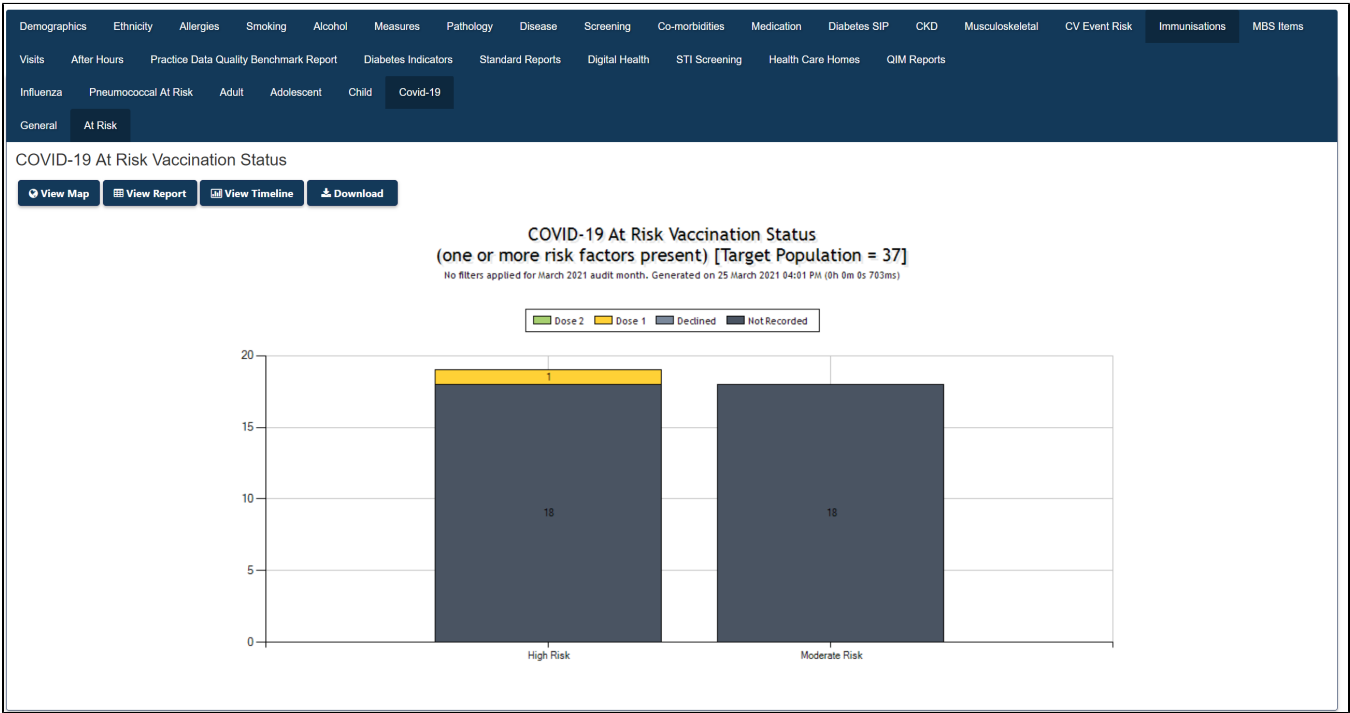 Demographics Ethnicity Allergies Smoking Alcohol Measures Pathology Disease Screening Co-morbidities Medication Diabetes SIP CKD Musculoskeletal CV Event Risk Immunisations MBS Items
Visits After Hours Practice Data Quality Benchmark Report Diabetes Indicators Standard Reports Digital Health STI Screening Health Care Homes QIM Reports
Influenza Pneumococcal At Risk Adult Adolescent Child Covid-19
General At Risk
COVID-19 At Risk Vaccination Status
View Map View Report View Timeline Download
COVID-19 At Risk Vaccination Status
(one or more risk factors present) [Target Population = 37]
No filters applied for March 2021 audit month. Generated on 25 March 2021 04:01 PM (0h 0m 0s 703ms)
Dose 2 Dose 1 Declined Not Recorded
20
1
15
10
18 18
5
0
High Risk Moderate Risk